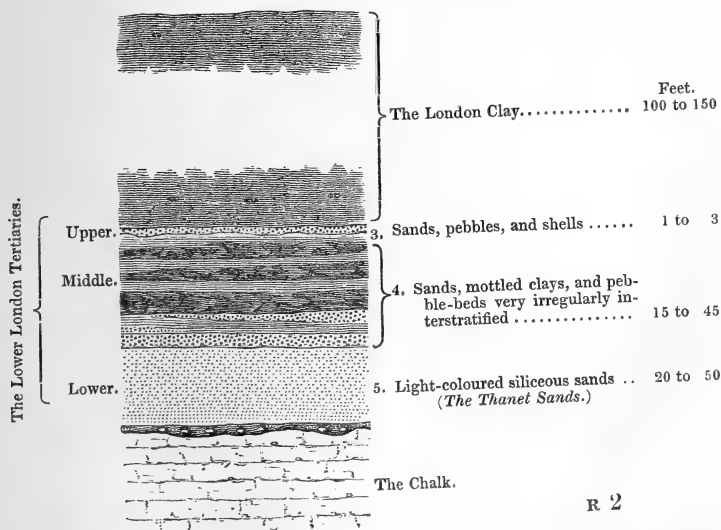 Feet.
The London Clay............. 100 to 150
The Lower London Tertiaries.
Upper.
3. Sands, pebbles, and shells ...... 1 to 3
Middle.
4. Sands, mottled clays, and peb-
ble-beds very irregularly in-
terstratified .............. 15 to 45
Lower.
5. Light-coloured siliceous sands .. 20 to 50
(The Thanet Sands.)
The Chalk.
R 2